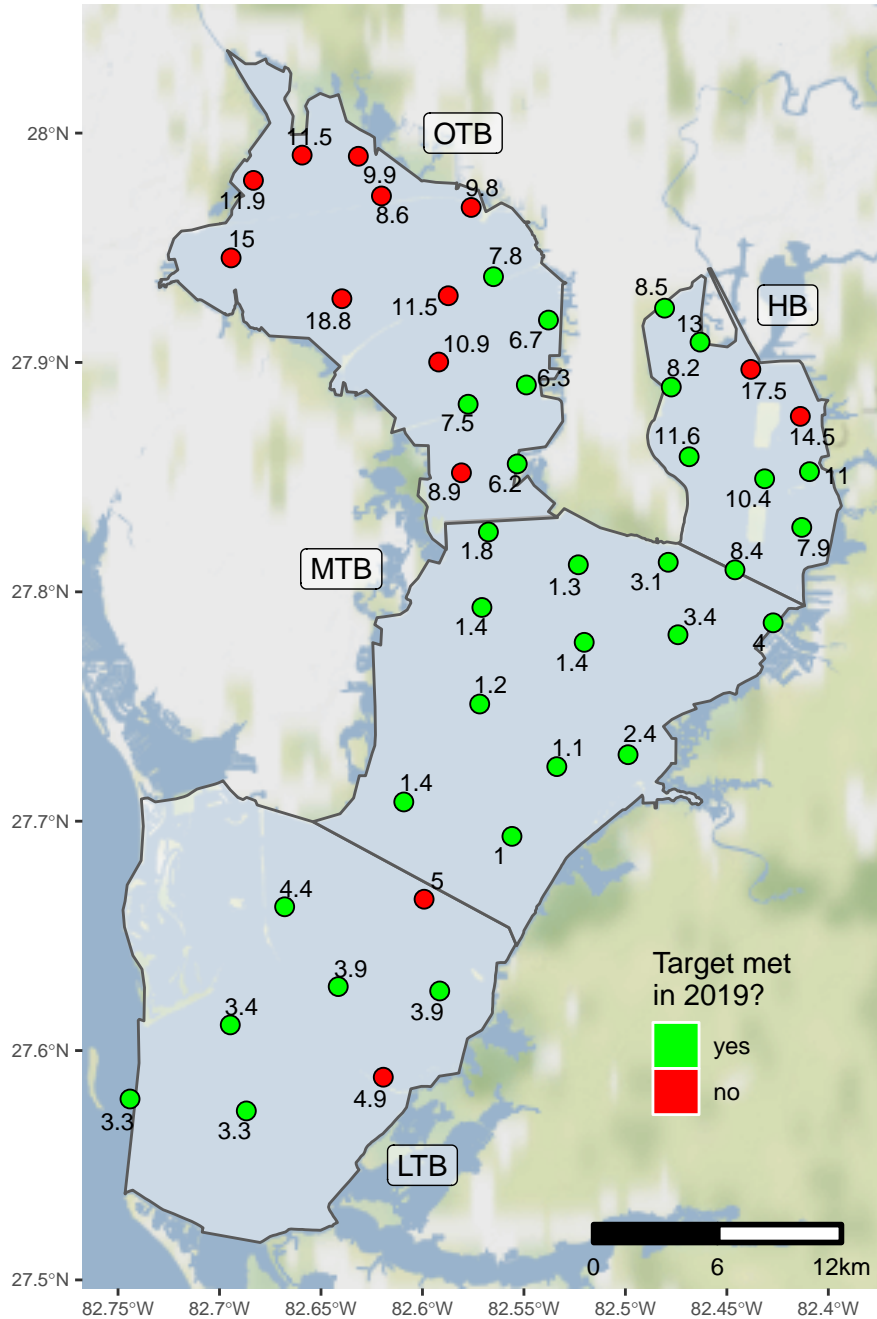 28°N
27.9°N
27.8°N
27.7°N
27.6°N
27.5°N
OTB
11.5
9.9
11.9
8.6
9.8
15
7.8
18.8
11.5
6.7
10.9
6.3
7.5
8.9
6.2
HB
8.5
13
8.2
17.5
11.6
14.5
10.4
11
7.9
8.4
MTB
1.8
1.3
3.1
1.4
1.4
3.4
4
1.2
1.1
2.4
1.4
1
4.4
5
3.9
3.4
3.9
3.3
3.3
4.9
LTB
Target met
in 2019?
yes
no
0 6 12km
82.75°W 82.7°W 82.65°W 82.6°W 82.55°W 82.5°W 82.45°W 82.4°W